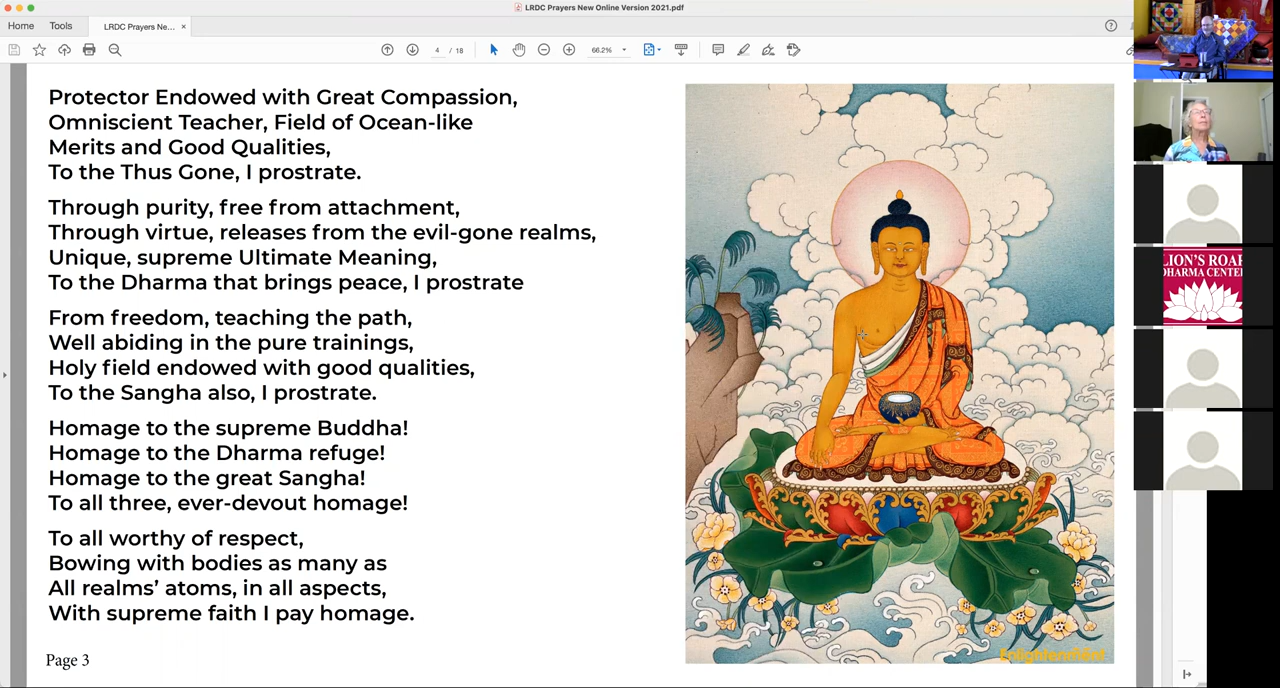 LRDC Prayers New Online Version 2021.pdf
Home
Tools
LRDC Prayers Ne...
4 / 18
66.2%
Protector Endowed with Great Compassion,
Omniscient Teacher, Field of Ocean-like
Merits and Good Qualities,
To the Thus Gone, I prostrate.
Through purity, free from attachment,
Through virtue, releases from the evil-gone realms,
Unique, supreme Ultimate Meaning,
To the Dharma that brings peace, I prostrate
From freedom, teaching the path,
Well abiding in the pure trainings,
Holy field endowed with good qualities,
To the Sangha also, I prostrate.
Homage to the supreme Buddha!
Homage to the Dharma refuge!
Homage to the great Sangha!
To all three, ever-devout homage!
To all worthy of respect,
Bowing with bodies as many as
All realms’ atoms, in all aspects,
With supreme faith I pay homage.
Page 3
Enlightenment
LION'S ROAR
DHARMA CENTER